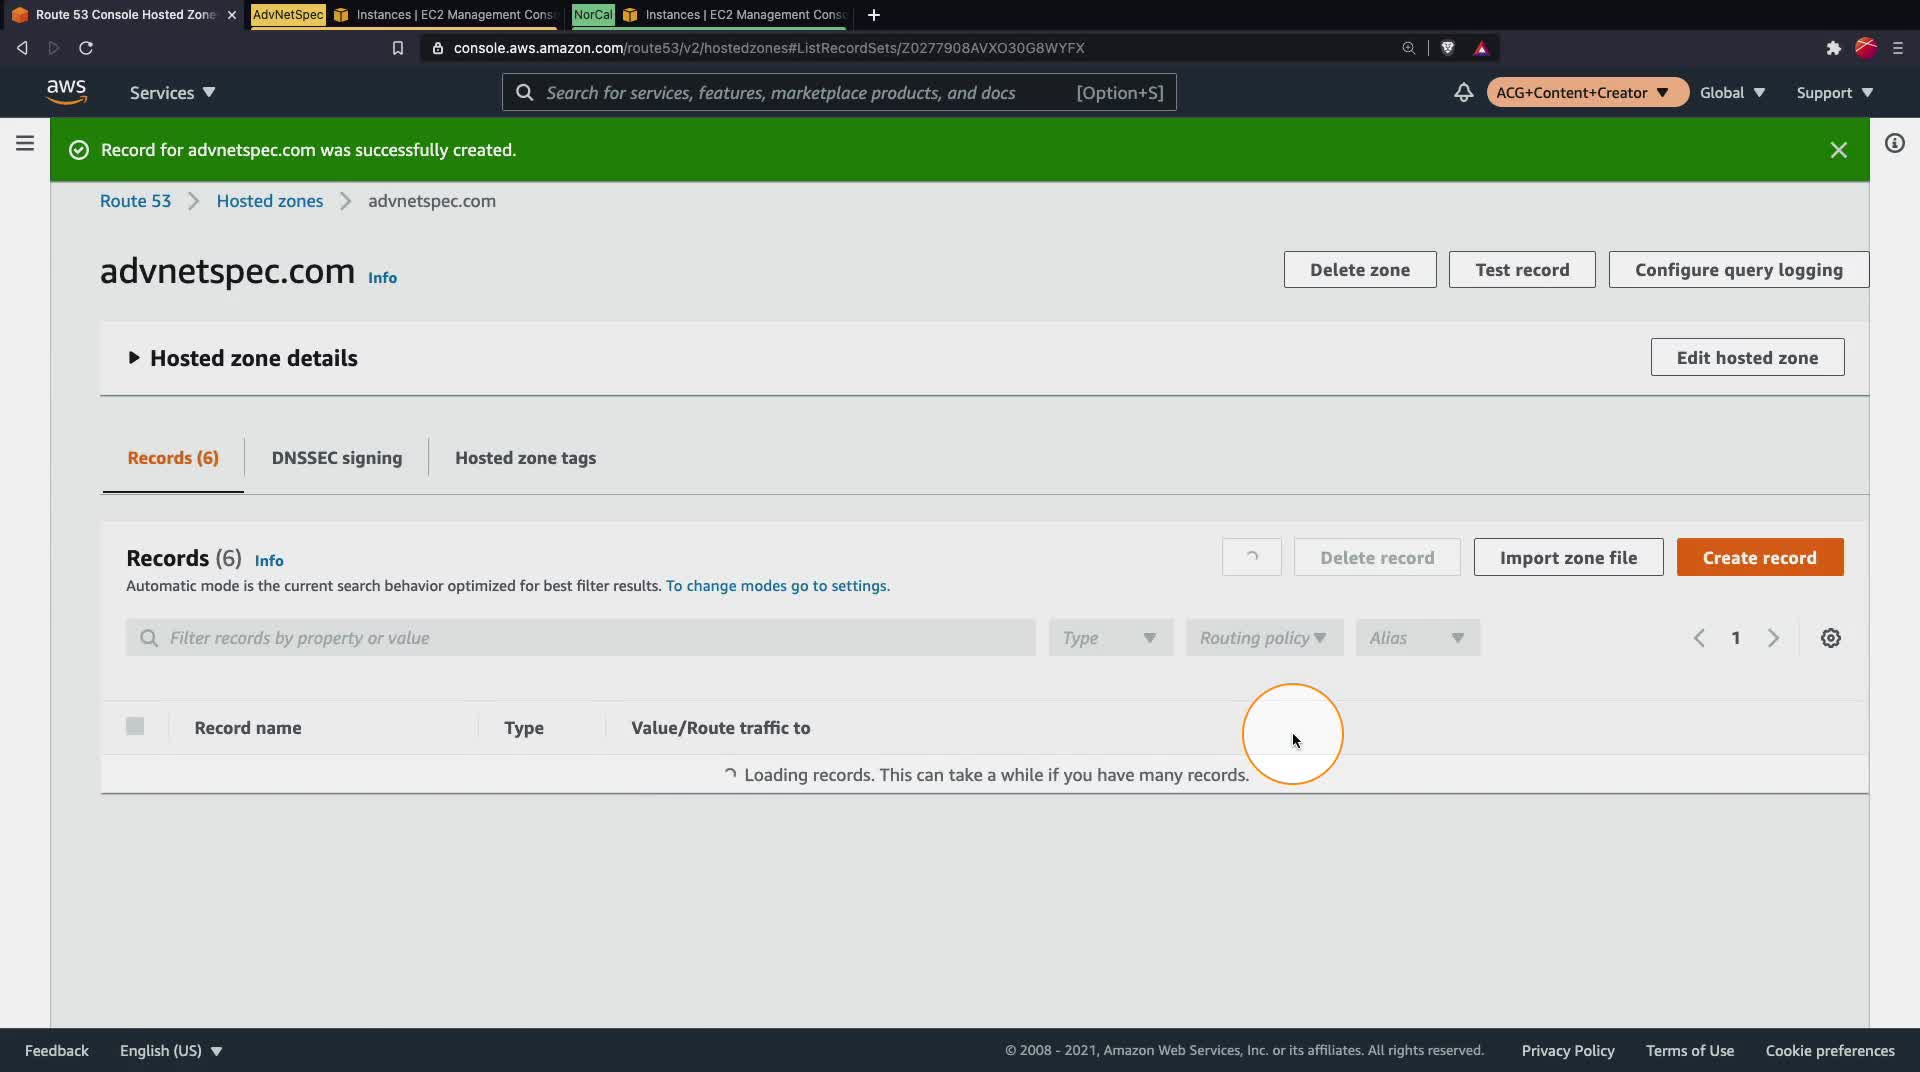 Route 53 Console Hosted Zone
AdvNetSpec
Instances | EC2 Management Cons
NorCal
Instances | EC2 Management Cons
console.aws.amazon.com/route53/v2/hostedzones#ListRecordSets/Z0277908AVXO30G8WYFX
aws
Services
Search for services, features, marketplace products, and docs
[Option+S]
ACG+Content+Creator
Global
Support
Record for advnetspec.com was successfully created.
Route 53
Hosted zones
advnetspec.com
advnetspec.com
Info
Delete zone
Test record
Configure query logging
Hosted zone details
Edit hosted zone
Records (6)
DNSSEC signing
Hosted zone tags
Records (6)
Info
Delete record
Import zone file
Create record
Automatic mode is the current search behavior optimized for best filter results. To change modes go to settings.
Filter records by property or value
Type
Routing policy
Alias
1
Record name
Type
Value/Route traffic to
Loading records. This can take a while if you have many records.
Feedback
English (US)
© 2008 - 2021, Amazon Web Services, Inc. or its affiliates. All rights reserved.
Privacy Policy
Terms of Use
Cookie preferences